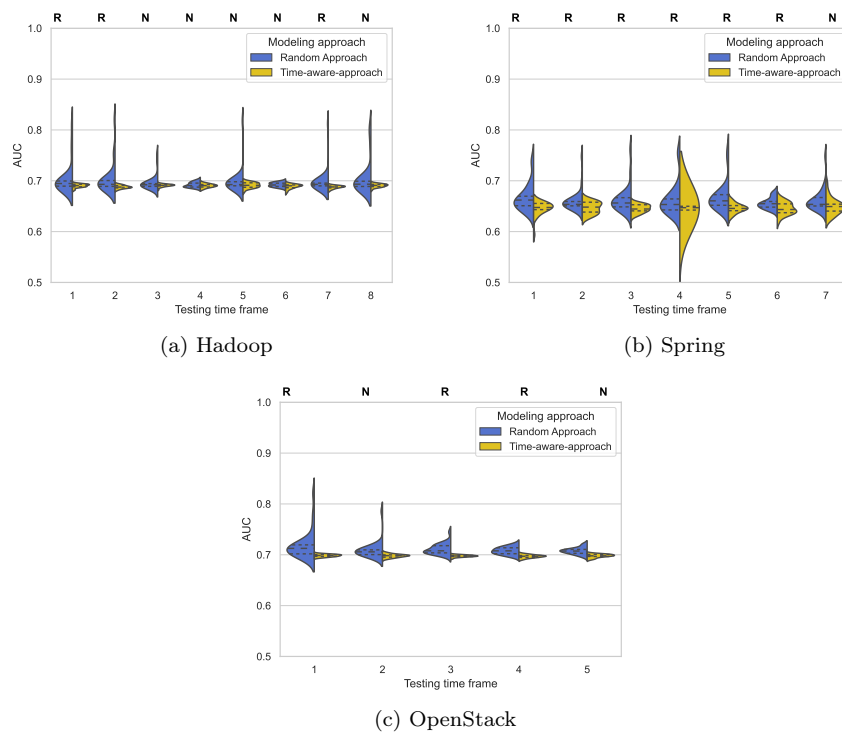 R R N N N N R N
1.0
Modeling approach
Random Approach
0.9
Time-aware-approach
0.8
AUC
0.7
0.6
0.5
1 2 3 4 5 6 7 8
Testing time frame
(a) Hadoop
R R R R R R N
1.0
Modeling approach
Random Approach
0.9
Time-aware-approach
0.8
AUC
0.7
0.6
0.5
1 2 3 4 5 6 7
Testing time frame
(b) Spring
R N R R N
1.0
Modeling approach
Random Approach
0.9
Time-aware-approach
0.8
AUC
0.7
0.6
0.5
1 2 3 4 5
Testing time frame
(c) OpenStack